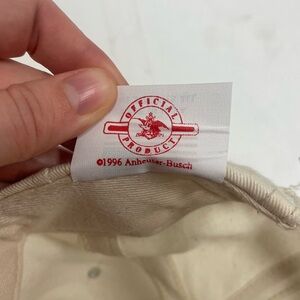 OFFICIAL
PRODUCT
©1996 Anheuser-Busch